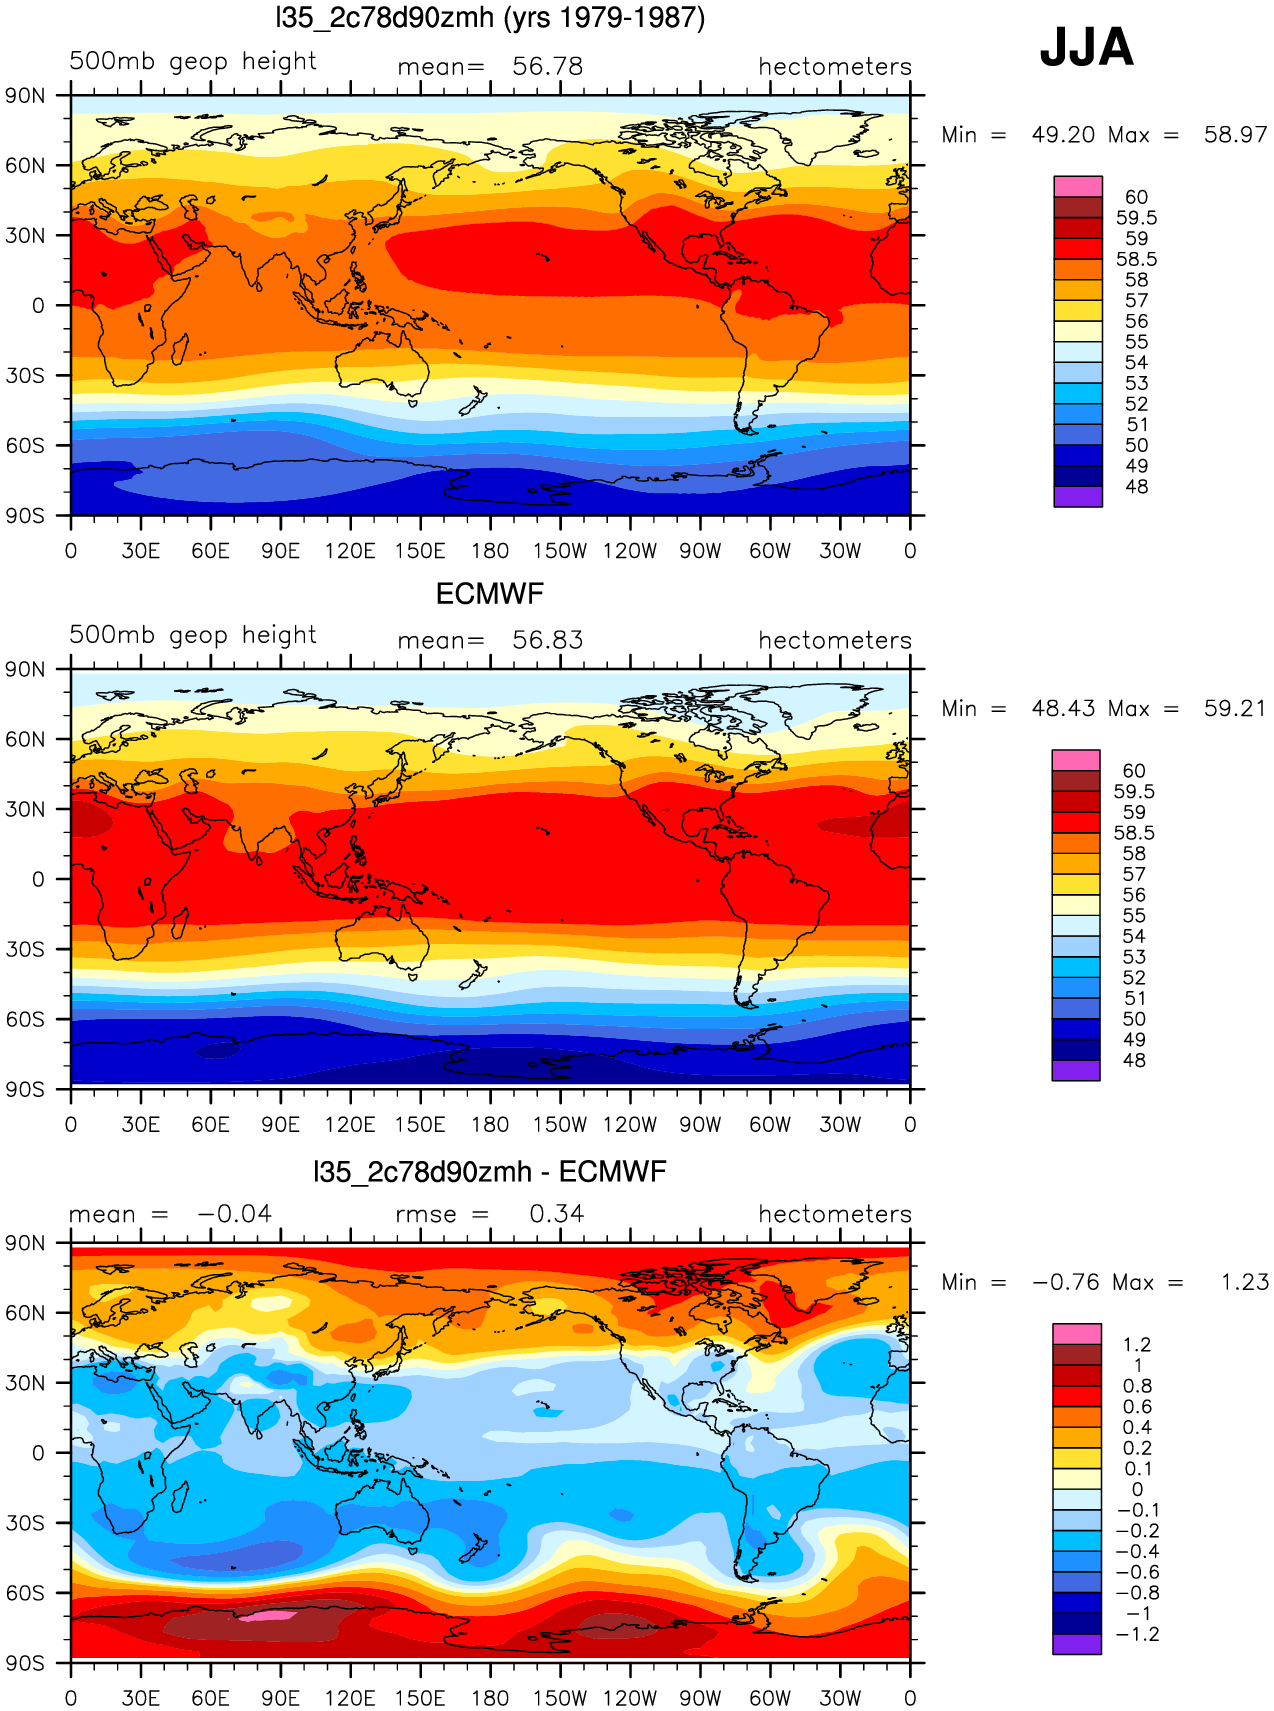 l35_2c78d90zmh (yrs 1979-1987)
JJA
500mb geop height mean= 56.78 hectometers
Min = 49.20 Max = 58.97
90N
60N
30N
0
30S
60S
90S
0 30E 60E 90E 120E 150E 180 150W 120W 90W 60W 30W 0
60
59.5
59
58.5
58
57
56
55
54
53
52
51
50
49
48
ECMWF
500mb geop height mean= 56.83 hectometers
Min = 48.43 Max = 59.21
90N
60N
30N
0
30S
60S
90S
0 30E 60E 90E 120E 150E 180 150W 120W 90W 60W 30W 0
60
59.5
59
58.5
58
57
56
55
54
53
52
51
50
49
48
l35_2c78d90zmh - ECMWF
mean = −0.04 rmse = 0.34 hectometers
Min = −0.76 Max = 1.23
90N
60N
30N
0
30S
60S
90S
0 30E 60E 90E 120E 150E 180 150W 120W 90W 60W 30W 0
1.2
1
0.8
0.6
0.4
0.2
0.1
0
−0.1
−0.2
−0.4
−0.6
−0.8
−1
−1.2